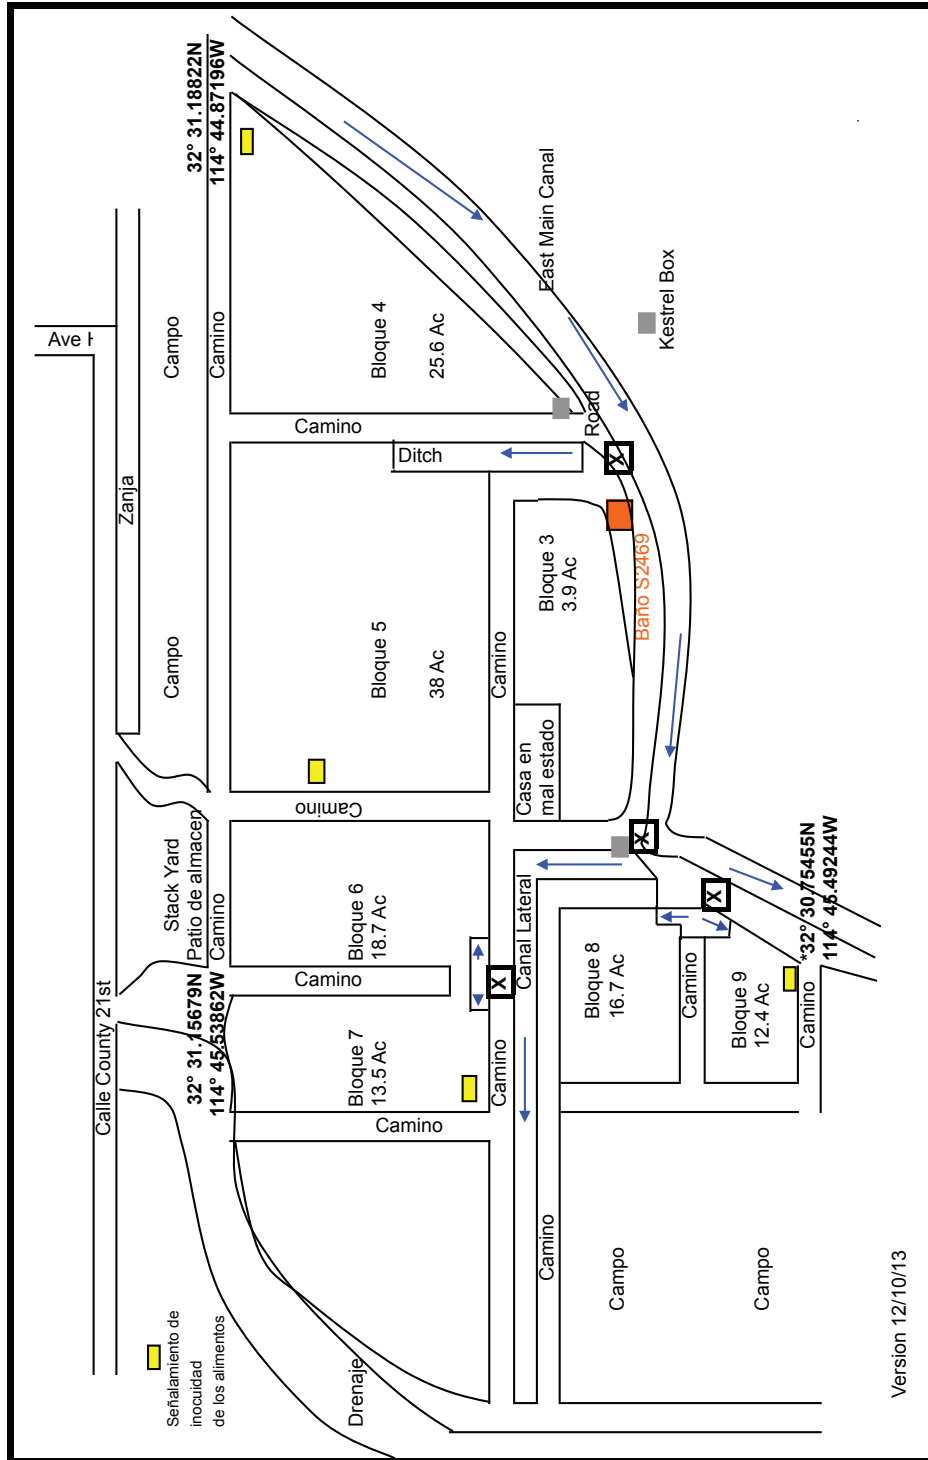 Calle County 21st
Ave H
Zanja
Señalamiento de
inocuidad
de los alimentos
32° 31.15679N
114° 45.53862W
Stack Yard
Patio de almacen
Camino
Campo
Campo
Camino
32° 31.18822N
114° 44.87196W
Drenaje
Camino
Bloque 7
13.5 Ac
Camino
Bloque 6
18.7 Ac
Camino
Bloque 5
38 Ac
Camino
Ditch
Bloque 4
25.6 Ac
Camino
X
Canal Lateral
Camino
Camino
Casa en
mal estado
Bloque 3
3.9 Ac
Road
East Main Canal
Campo
Bloque 8
16.7 Ac
X
Baño S2469
X
Kestrel Box
Camino
X
Campo
Bloque 9
12.4 Ac
Camino
*32° 30.75455N
114° 45.49244W
Version 12/10/13